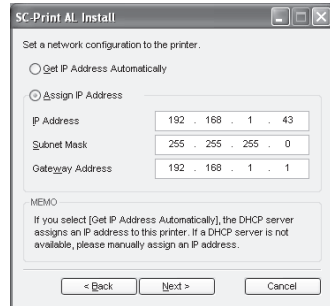 SC-Print AL Install
Set a network configuration to the printer.
Get IP Address Automatically
Assign IP Address
IP Address 192 . 168 . 1 . 43
Subnet Mask 255 . 255 . 255 . 0
Gateway Address 192 . 168 . 1 . 1
MEMO
If you select [Get IP Address Automatically], the DHCP server
assigns an IP address to this printer. If a DHCP server is not
available, please manually assign an IP address.
< Back Next > Cancel